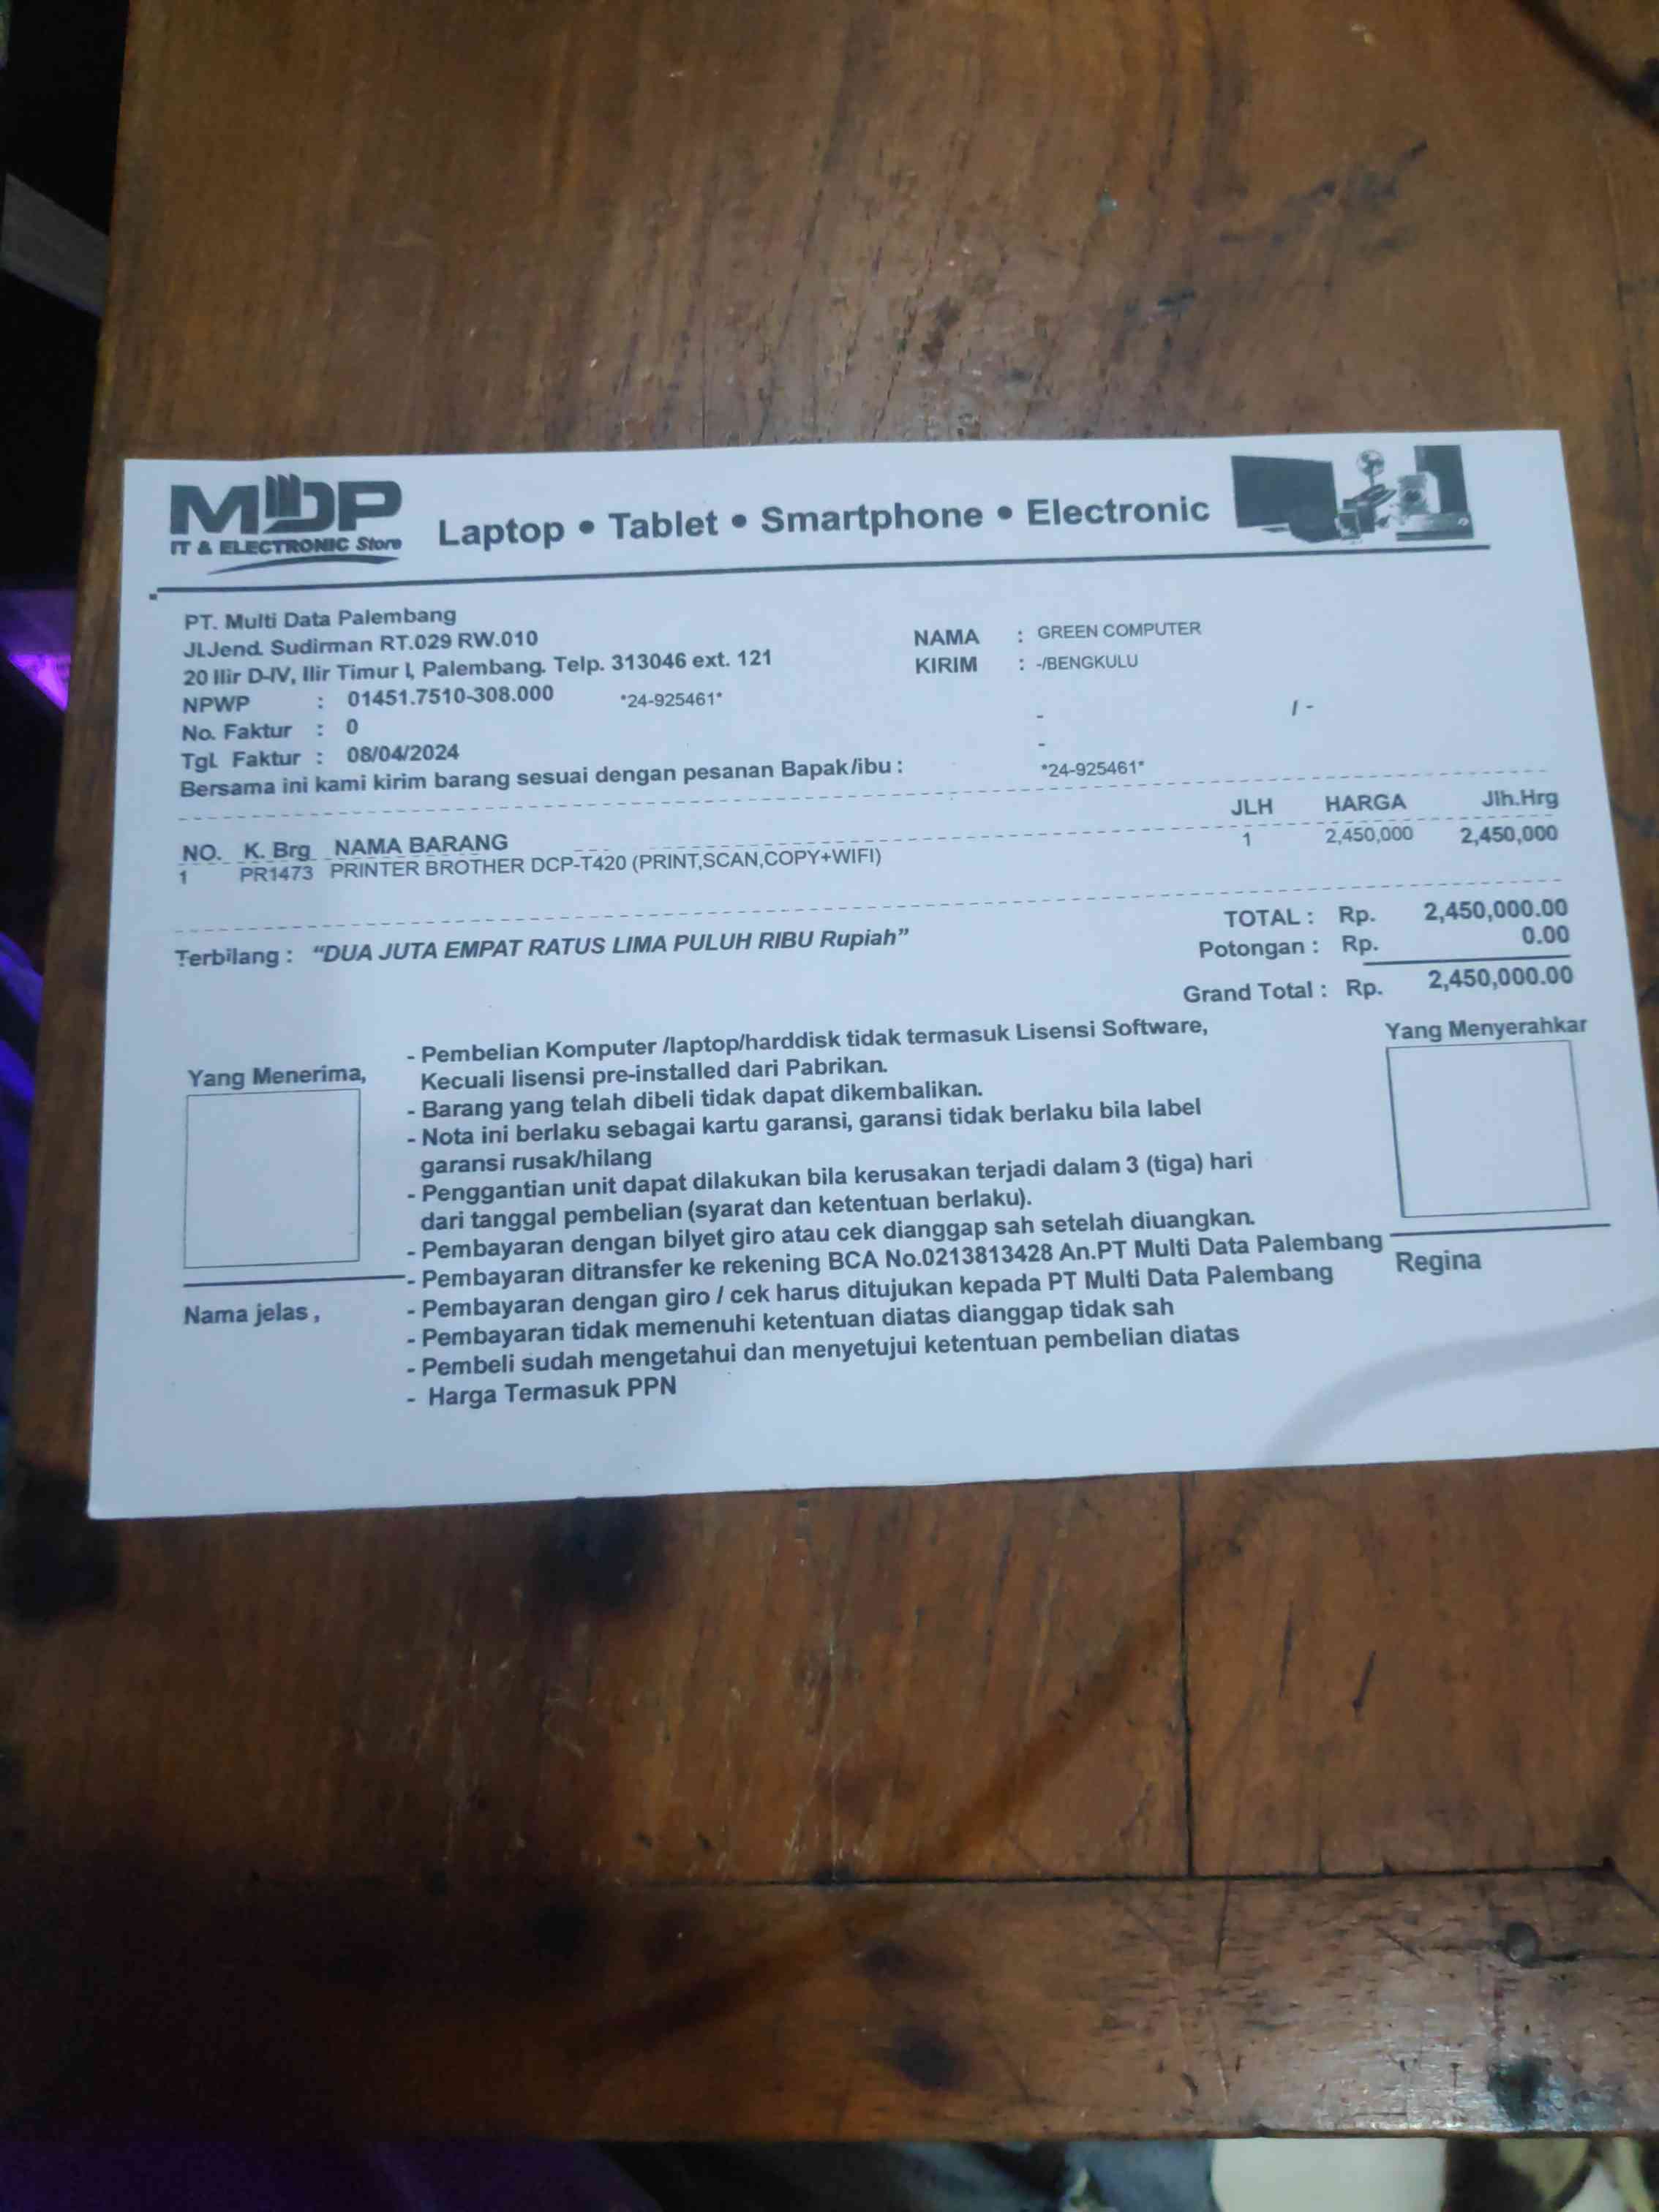 MDP
IT & ELECTRONIC Store
Laptop • Tablet • Smartphone • Electronic
PT. Multi Data Palembang
Jl.Jend. Sudirman RT.029 RW.010
20 Ilir D-IV, Ilir Timur I, Palembang. Telp. 313046 ext. 121
NPWP : 01451.7510-308.000 *24-925461*
No. Faktur : 0
Tgl. Faktur : 08/04/2024
Bersama ini kami kirim barang sesuai dengan pesanan Bapak/ibu :
NAMA : GREEN COMPUTER
KIRIM : -/BENGKULU
- / -
-
*24-925461*
NO. K. Brg NAMA BARANG JLH HARGA Jlh.Hrg
1 PR1473 PRINTER BROTHER DCP-T420 (PRINT,SCAN,COPY+WIFI) 1 2,450,000 2,450,000
Terbilang : “DUA JUTA EMPAT RATUS LIMA PULUH RIBU Rupiah”
TOTAL : Rp. 2,450,000.00
Potongan : Rp. 0.00
Grand Total : Rp. 2,450,000.00
Yang Menerima,
Nama jelas ,
- Pembelian Komputer /laptop/harddisk tidak termasuk Lisensi Software,
Kecuali lisensi pre-installed dari Pabrikan.
- Barang yang telah dibeli tidak dapat dikembalikan.
- Nota ini berlaku sebagai kartu garansi, garansi tidak berlaku bila label
garansi rusak/hilang
- Penggantian unit dapat dilakukan bila kerusakan terjadi dalam 3 (tiga) hari
dari tanggal pembelian (syarat dan ketentuan berlaku).
- Pembayaran dengan bilyet giro atau cek dianggap sah setelah diuangkan.
- Pembayaran ditransfer ke rekening BCA No.0213813428 An.PT Multi Data Palembang
- Pembayaran dengan giro / cek harus ditujukan kepada PT Multi Data Palembang
- Pembayaran tidak memenuhi ketentuan diatas dianggap tidak sah
- Pembeli sudah mengetahui dan menyetujui ketentuan pembelian diatas
- Harga Termasuk PPN
Yang Menyerahkar
Regina